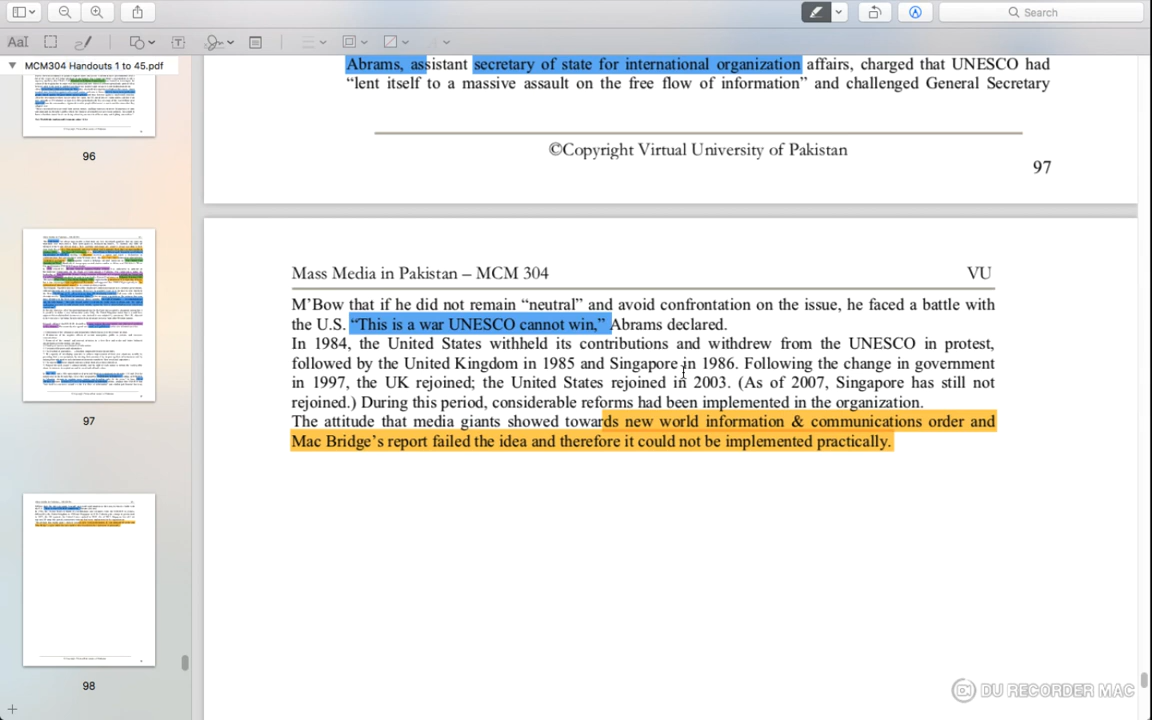 Search
MCM304 Handouts 1 to 45.pdf
96
97
98
Abrams, assistant secretary of state for international organization affairs, charged that UNESCO had
“lent itself to a massive assault on the free flow of information” and challenged General Secretary
©Copyright Virtual University of Pakistan
97
Mass Media in Pakistan – MCM 304 VU
M’Bow that if he did not remain “neutral” and avoid confrontation on the issue, he faced a battle with
the U.S. “This is a war UNESCO cannot win,” Abrams declared.
In 1984, the United States withheld its contributions and withdrew from the UNESCO in protest,
followed by the United Kingdom in 1985 and Singapore in 1986. Following the change in government
in 1997, the UK rejoined; the United States rejoined in 2003. (As of 2007, Singapore has still not
rejoined.) During this period, considerable reforms had been implemented in the organization.
The attitude that media giants showed towards new world information & communications order and
Mac Bridge’s report failed the idea and therefore it could not be implemented practically.
DU RECORDER MAC